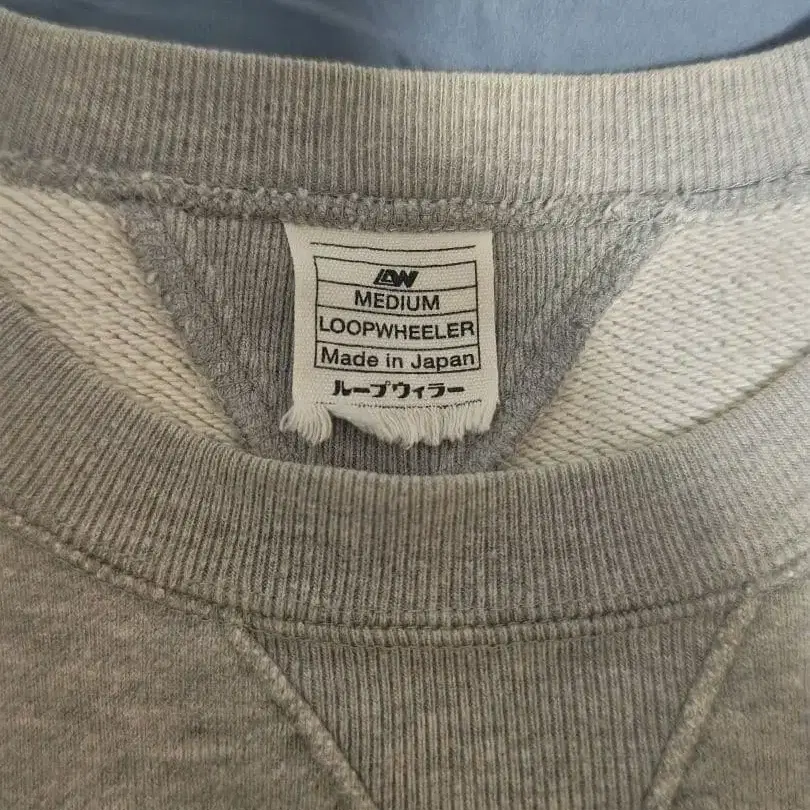 LW
MEDIUM
LOOPWHEELER
Made in Japan
ループウィラー